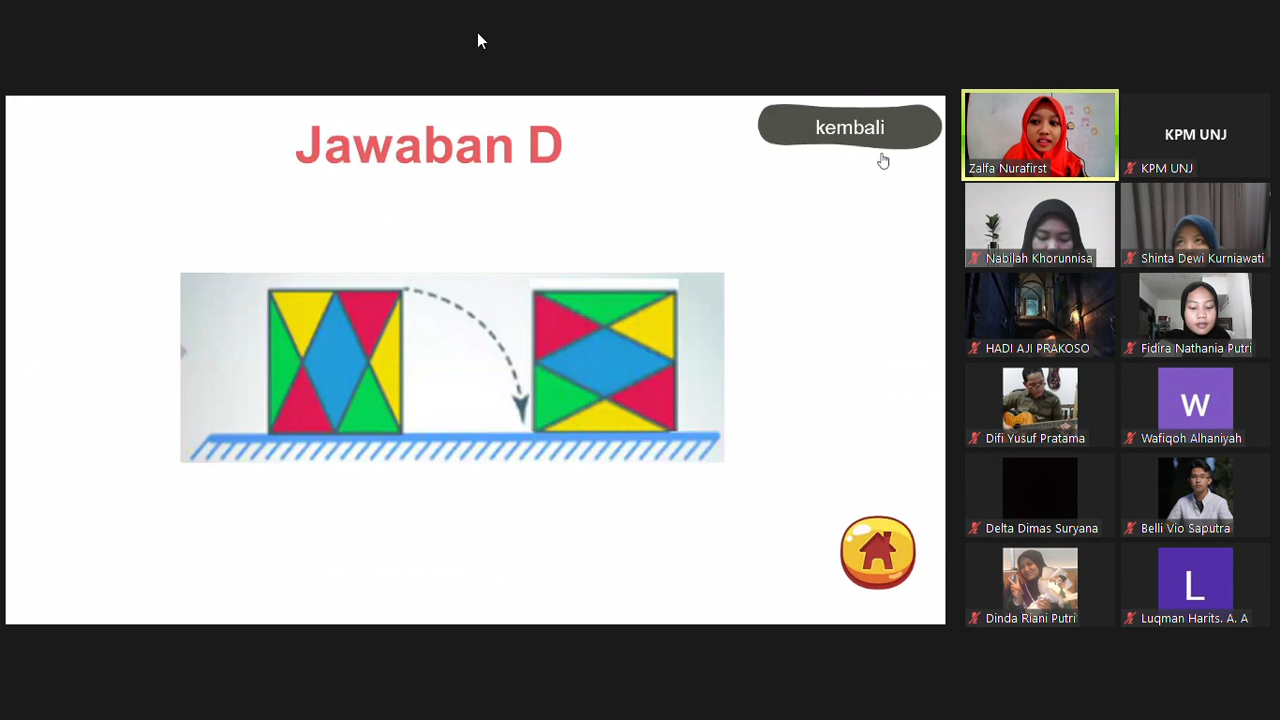 Jawaban D
kembali
Zalfa Nurafirst
KPM UNJ
KPM UNJ
Nabilah Khorunnisa
Shinta Dewi Kurniawati
HADI AJI PRAKOSO
Fidira Nathania Putri
Difi Yusuf Pratama
W
Wafiqoh Alhaniyah
Delta Dimas Suryana
Belli Vio Saputra
Dinda Riani Putri
L
Luqman Harits. A. A